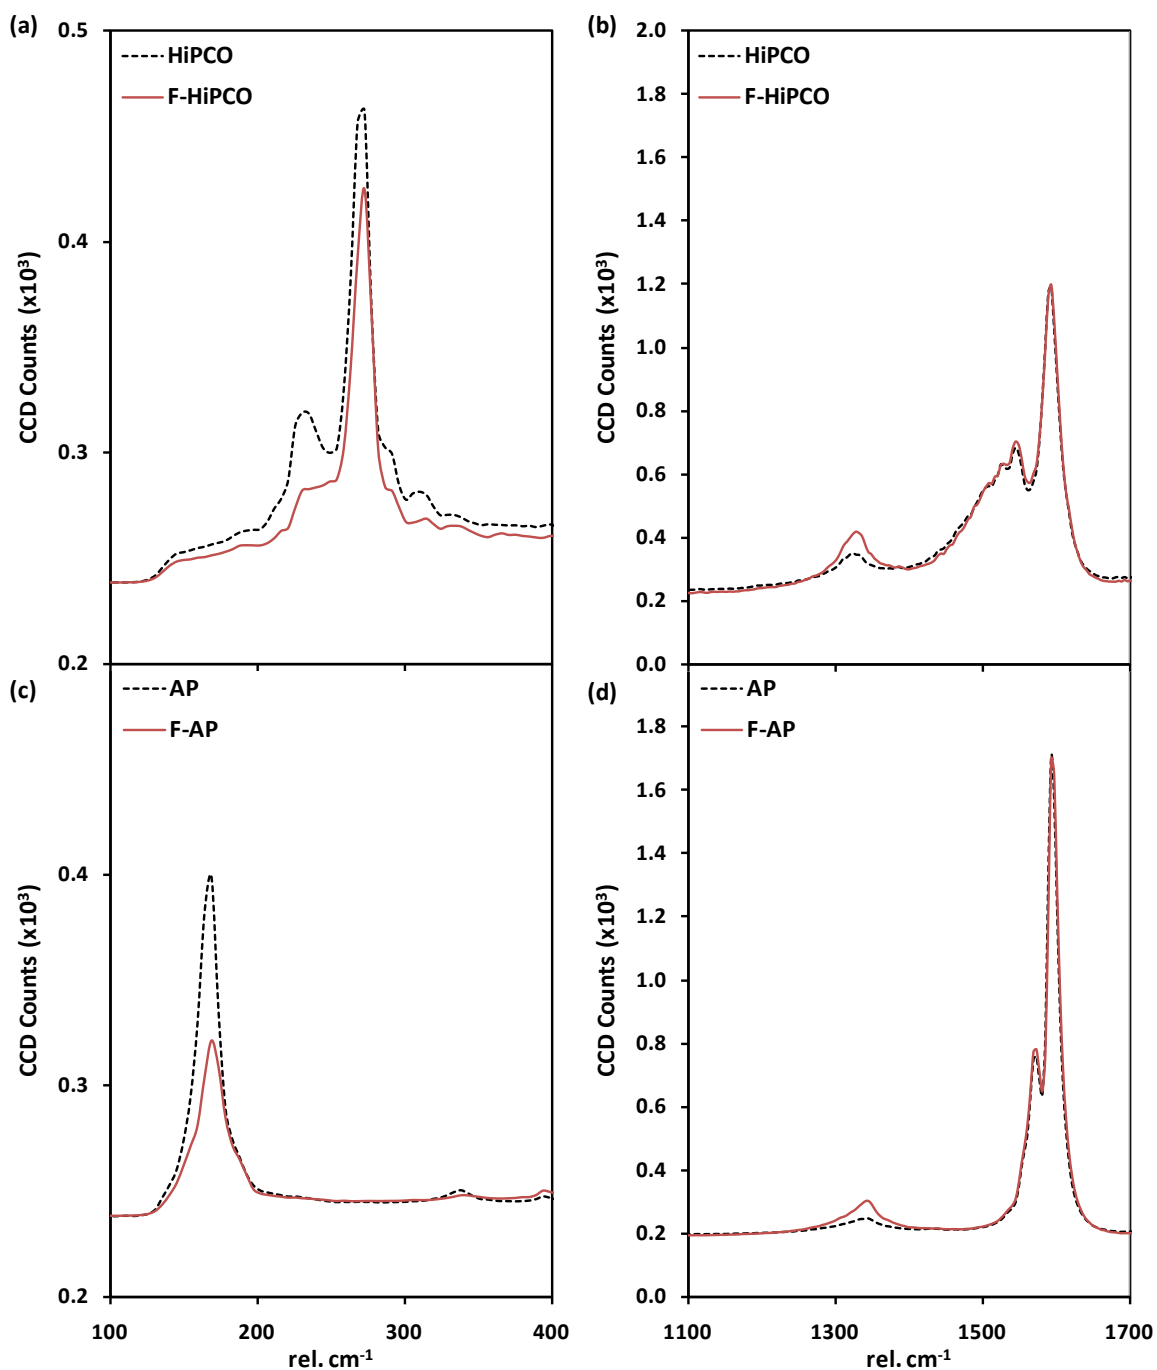 (a)
0.5
HiPCO
F-HiPCO
0.4
0.3
0.2
CCD Counts (x10³)
(b)
2.0
HiPCO
1.8
F-HiPCO
1.6
1.4
1.2
1.0
0.8
0.6
0.4
0.2
0.0
CCD Counts (x10³)
(c)
AP
F-AP
0.4
0.3
0.2
CCD Counts (x10³)
100 200 300 400
rel. cm⁻¹
(d)
AP
1.8
F-AP
1.6
1.4
1.2
1.0
0.8
0.6
0.4
0.2
0.0
CCD Counts (x10³)
1100 1300 1500 1700
rel. cm⁻¹